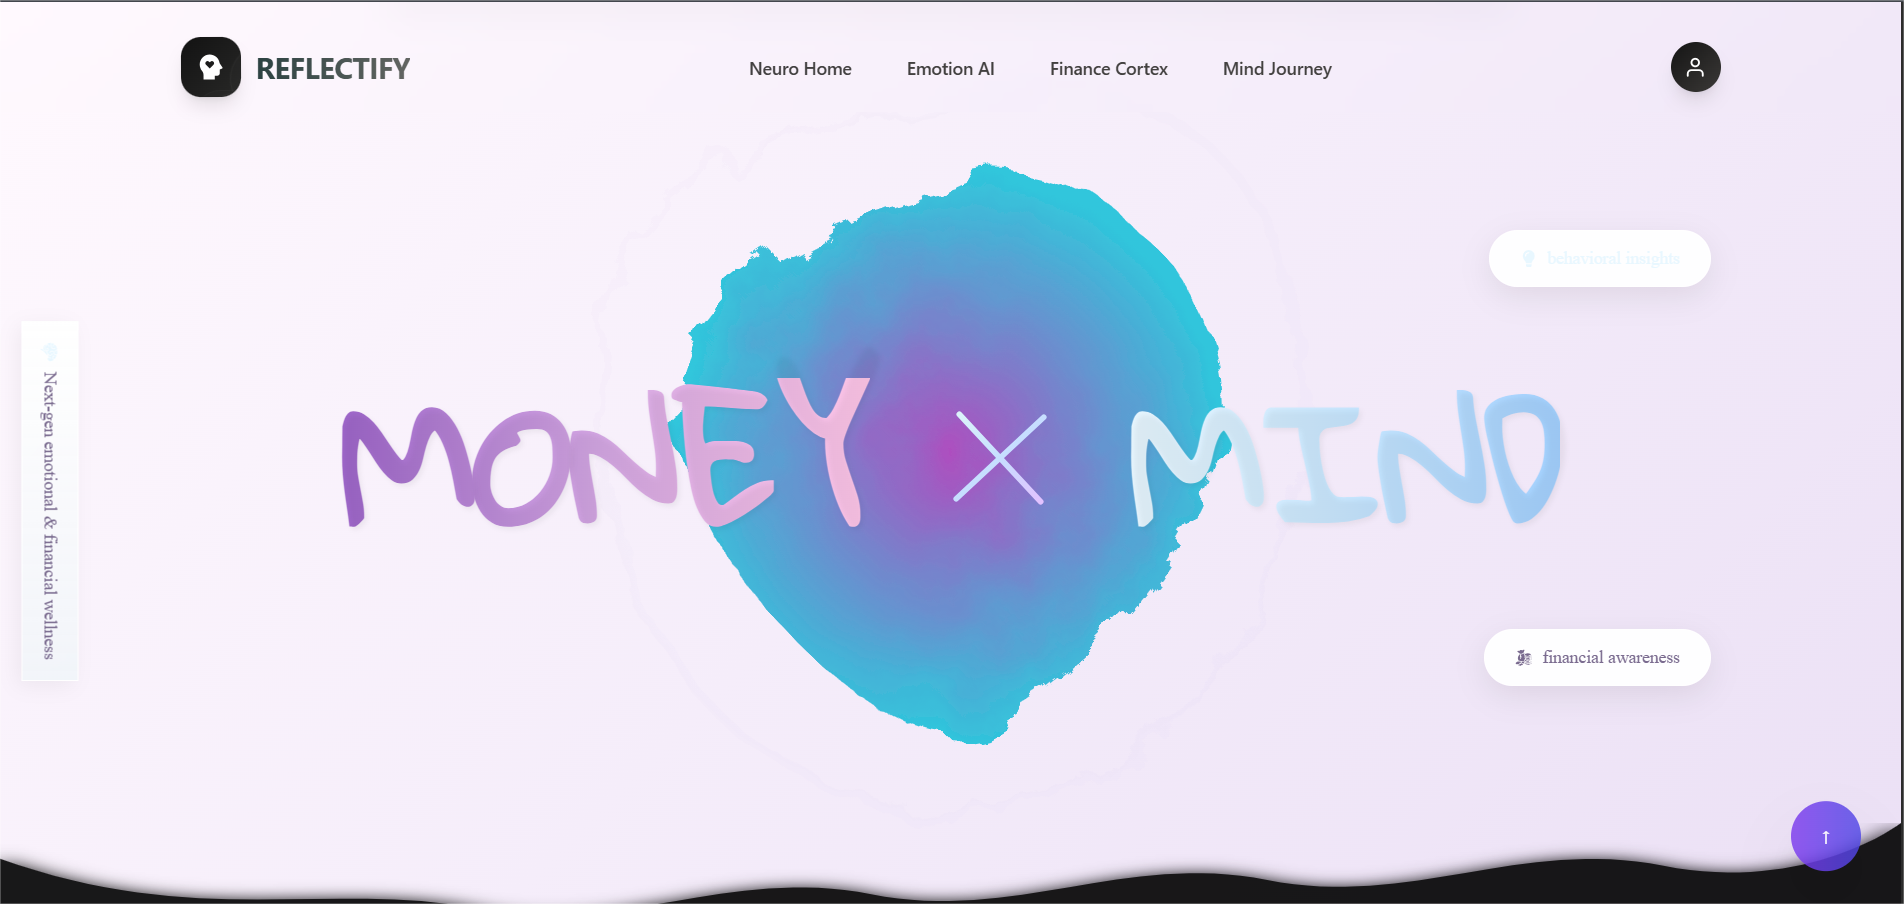 REFLECTIFY
Neuro Home Emotion AI Finance Cortex Mind Journey
behavioral insights
Next-gen emotional & financial wellness
MONEY × MIND
financial awareness
↑